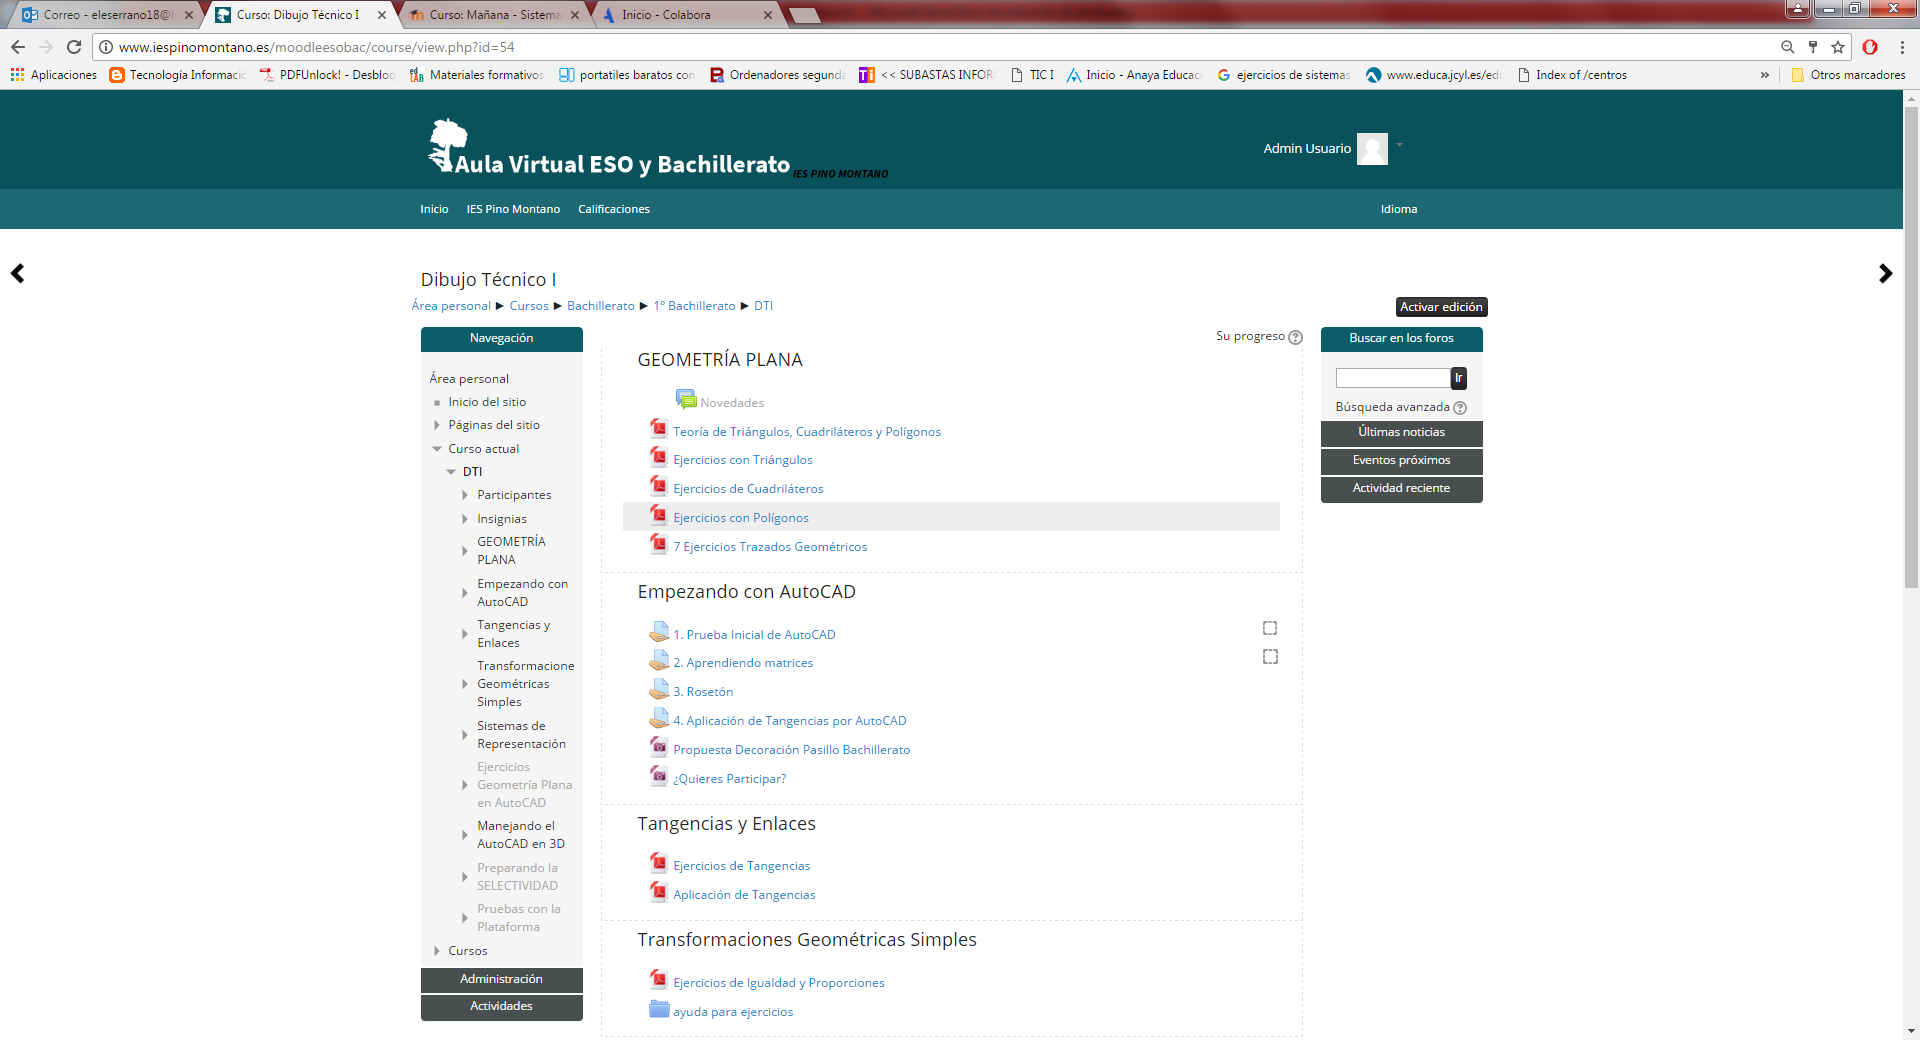 Correo - eleserrano18@h
Curso: Dibujo Técnico I
Curso: Mañana - Sistema
Inicio - Colabora
www.iespinomontano.es/moodleesobac/course/view.php?id=54
Aplicaciones
Tecnología Informaci
PDFUnlock! - Desbloq
Materiales formativos
portatiles baratos con
Ordenadores segund
<< SUBASTAS INFOR
TIC I
Inicio - Anaya Educac
ejercicios de sistemas
www.educa.jcyl.es/edu
Index of /centros
»
Otros marcadores
Aula Virtual ESO y Bachillerato IES PINO MONTANO
Admin Usuario
Inicio
IES Pino Montano
Calificaciones
Idioma
Dibujo Técnico I
Área personal ► Cursos ► Bachillerato ► 1º Bachillerato ► DTI
Activar edición
Navegación
Área personal
Inicio del sitio
Páginas del sitio
Curso actual
DTI
Participantes
Insignias
GEOMETRÍA
PLANA
Empezando con
AutoCAD
Tangencias y
Enlaces
Transformacione
Geométricas
Simples
Sistemas de
Representación
Ejercicios
Geometría Plana
en AutoCAD
Manejando el
AutoCAD en 3D
Preparando la
SELECTIVIDAD
Pruebas con la
Plataforma
Cursos
Administración
Actividades
Su progreso
GEOMETRÍA PLANA
Novedades
Teoría de Triángulos, Cuadriláteros y Polígonos
Ejercicios con Triángulos
Ejercicios de Cuadriláteros
Ejercicios con Polígonos
7 Ejercicios Trazados Geométricos
Empezando con AutoCAD
1. Prueba Inicial de AutoCAD
2. Aprendiendo matrices
3. Rosetón
4. Aplicación de Tangencias por AutoCAD
Propuesta Decoración Pasillo Bachillerato
¿Quieres Participar?
Tangencias y Enlaces
Ejercicios de Tangencias
Aplicación de Tangencias
Transformaciones Geométricas Simples
Ejercicios de Igualdad y Proporciones
ayuda para ejercicios
Buscar en los foros
Ir
Búsqueda avanzada
Últimas noticias
Eventos próximos
Actividad reciente